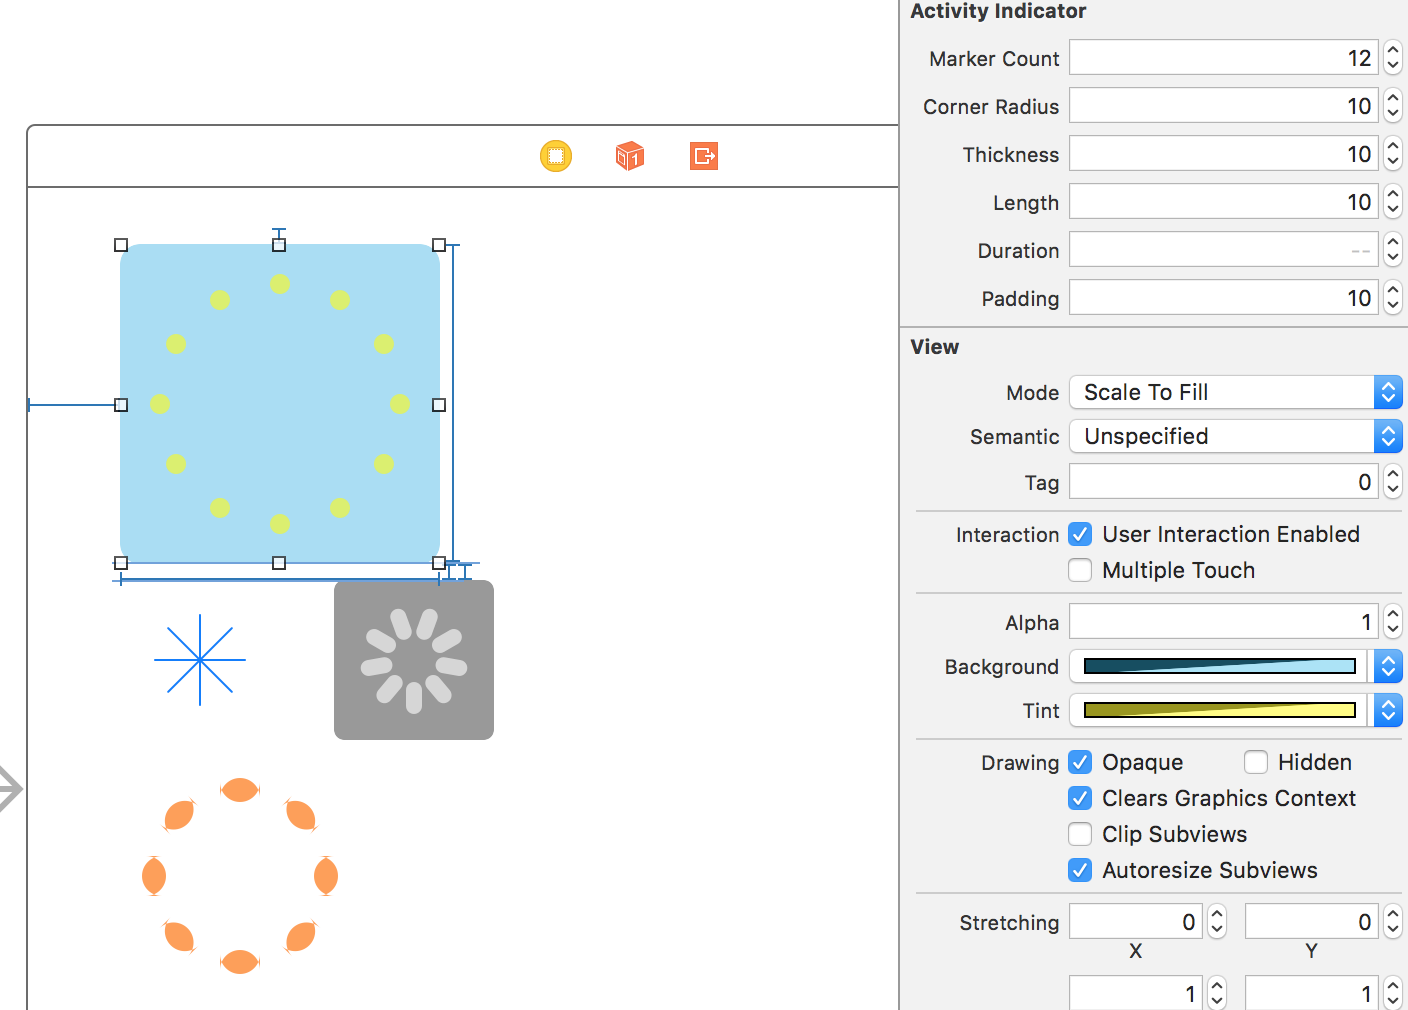 Activity Indicator
Marker Count 12
Corner Radius 10
Thickness 10
Length 10
Duration --
Padding 10
View
Mode Scale To Fill
Semantic Unspecified
Tag 0
Interaction User Interaction Enabled
Multiple Touch
Alpha 1
Background
Tint
Drawing Opaque Hidden
Clears Graphics Context
Clip Subviews
Autoresize Subviews
Stretching 0 0
X Y
1 1
1